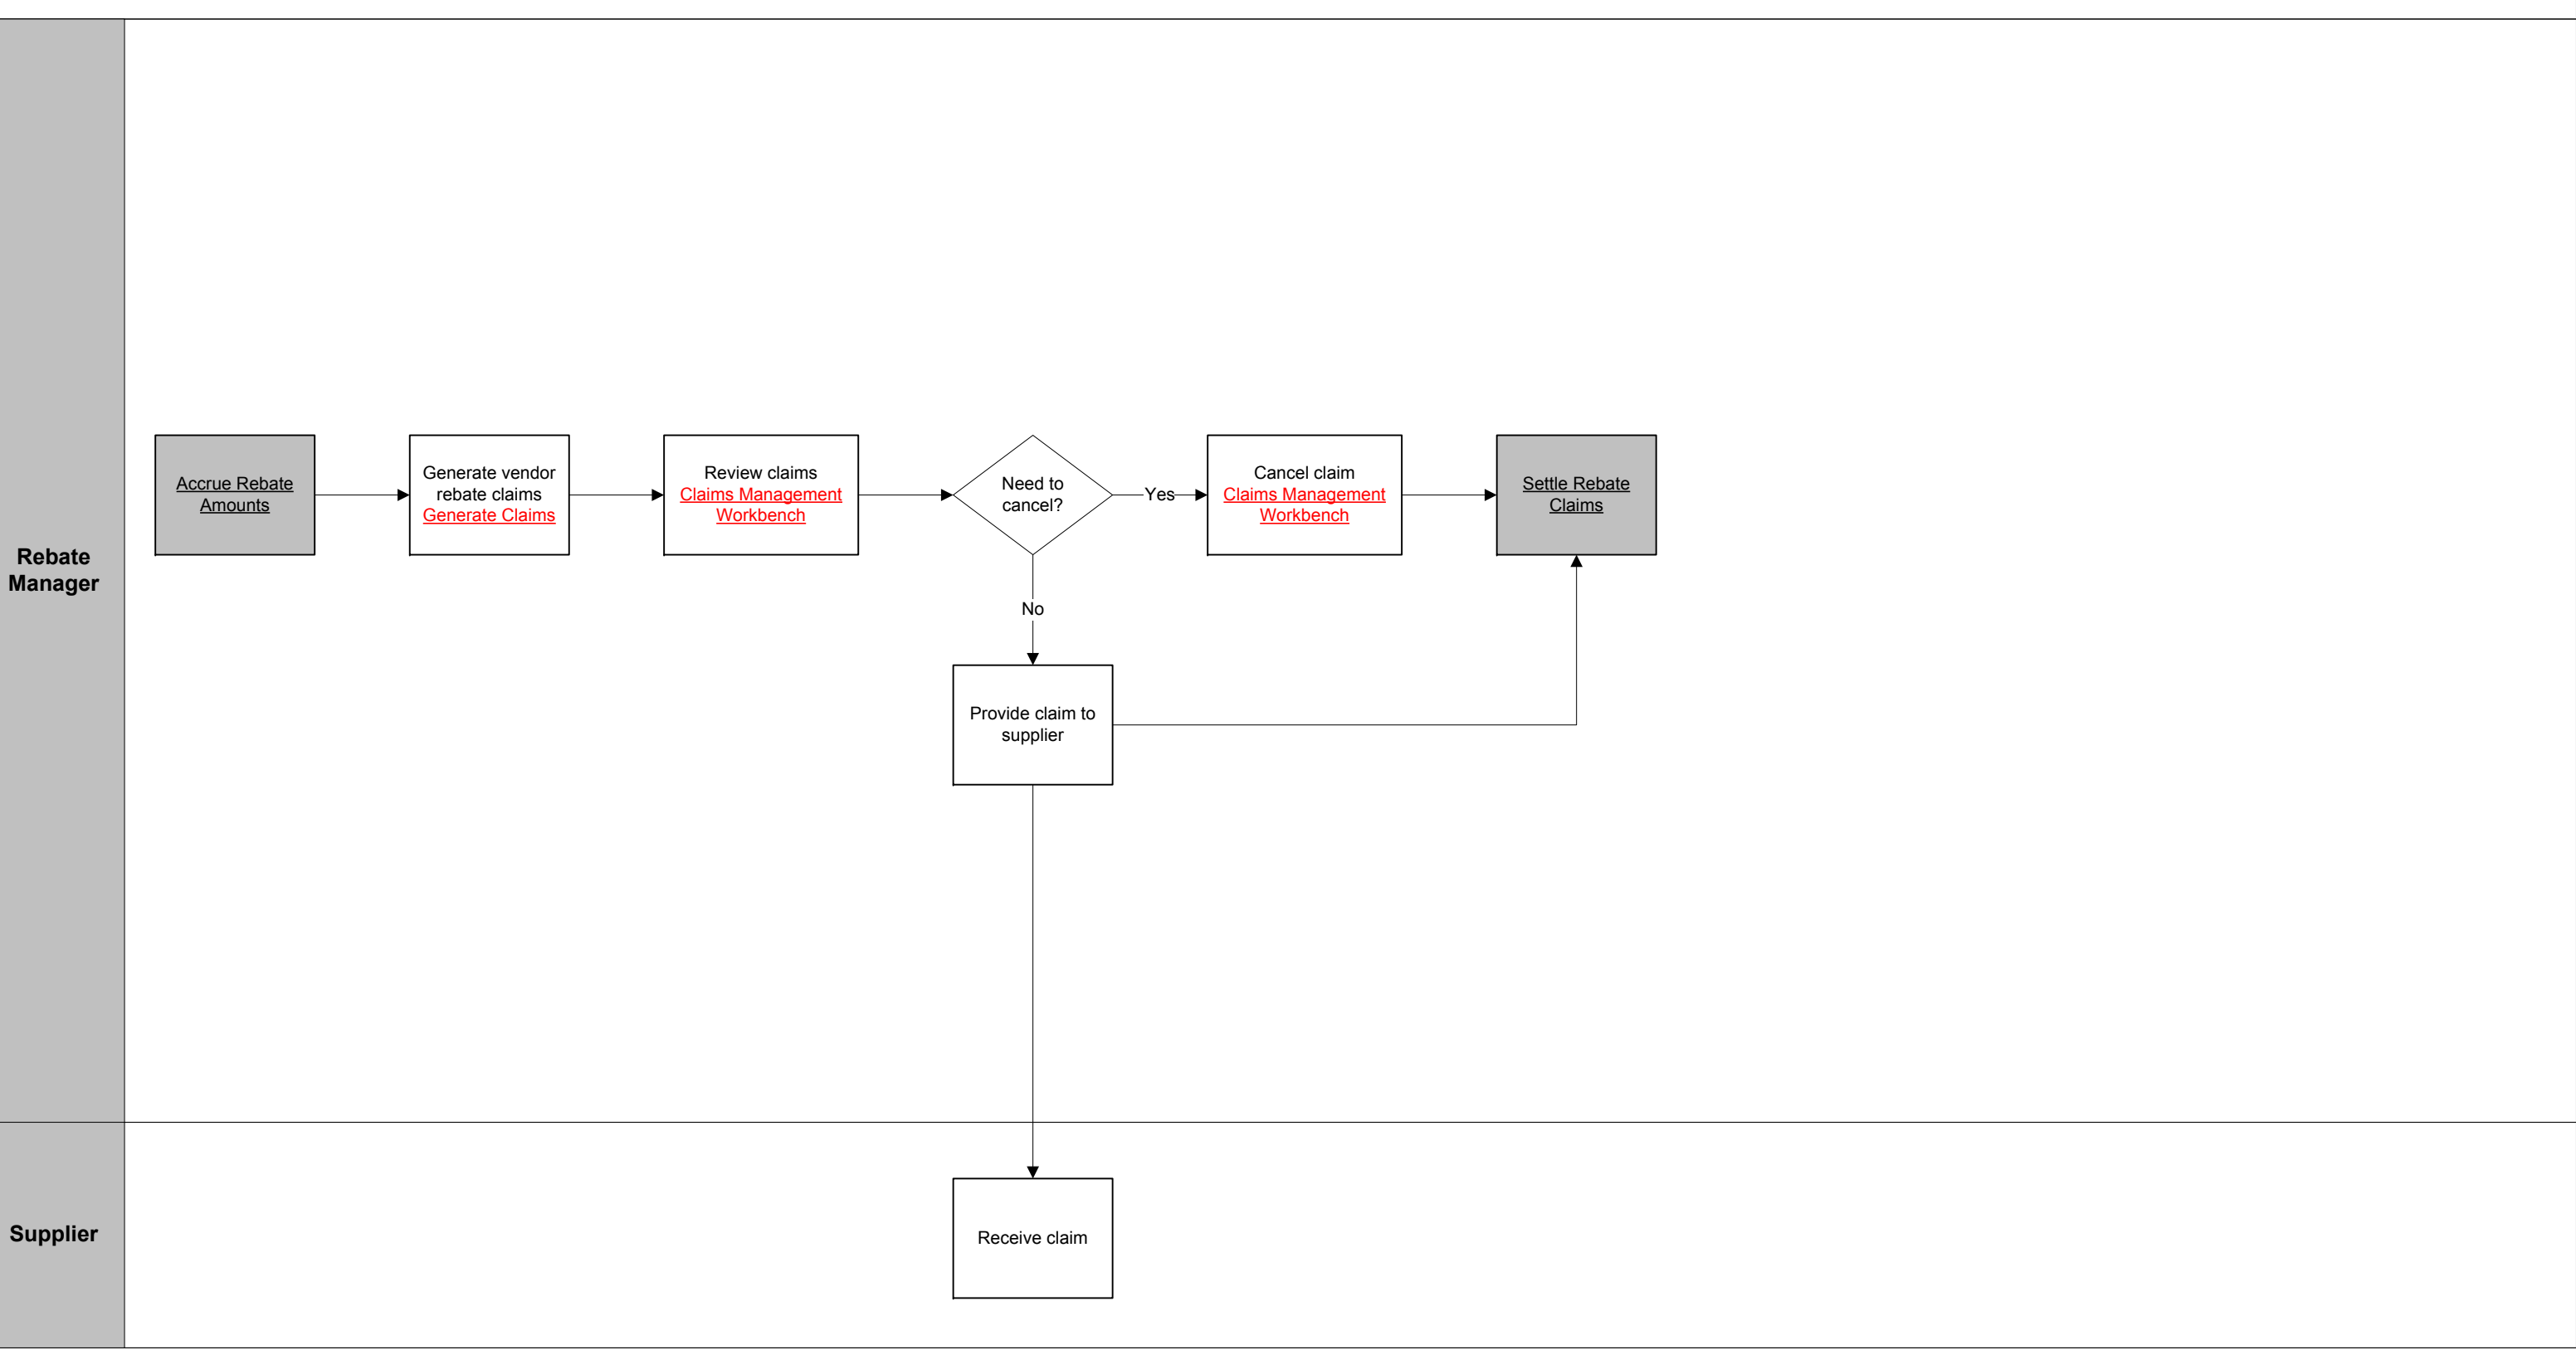 Rebate
Manager
Accrue Rebate
Amounts
Generate vendor
rebate claims
Generate Claims
Review claims
Claims Management
Workbench
Need to
cancel?
Yes
Cancel claim
Claims Management
Workbench
Settle Rebate
Claims
No
Provide claim to
supplier
Supplier
Receive claim